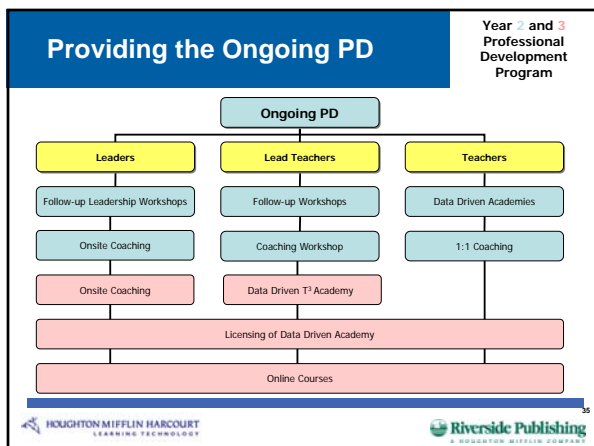 Providing the Ongoing PD
Year 2 and 3
Professional
Development
Program
Ongoing PD
Leaders
Lead Teachers
Teachers
Follow-up Leadership Workshops
Follow-up Workshops
Data Driven Academies
Onsite Coaching
Coaching Workshop
1:1 Coaching
Onsite Coaching
Data Driven T³ Academy
Licensing of Data Driven Academy
Online Courses
35
HOUGHTON MIFFLIN HARCOURT
LEARNING TECHNOLOGY
Riverside Publishing
A HOUGHTON MIFFLIN COMPANY